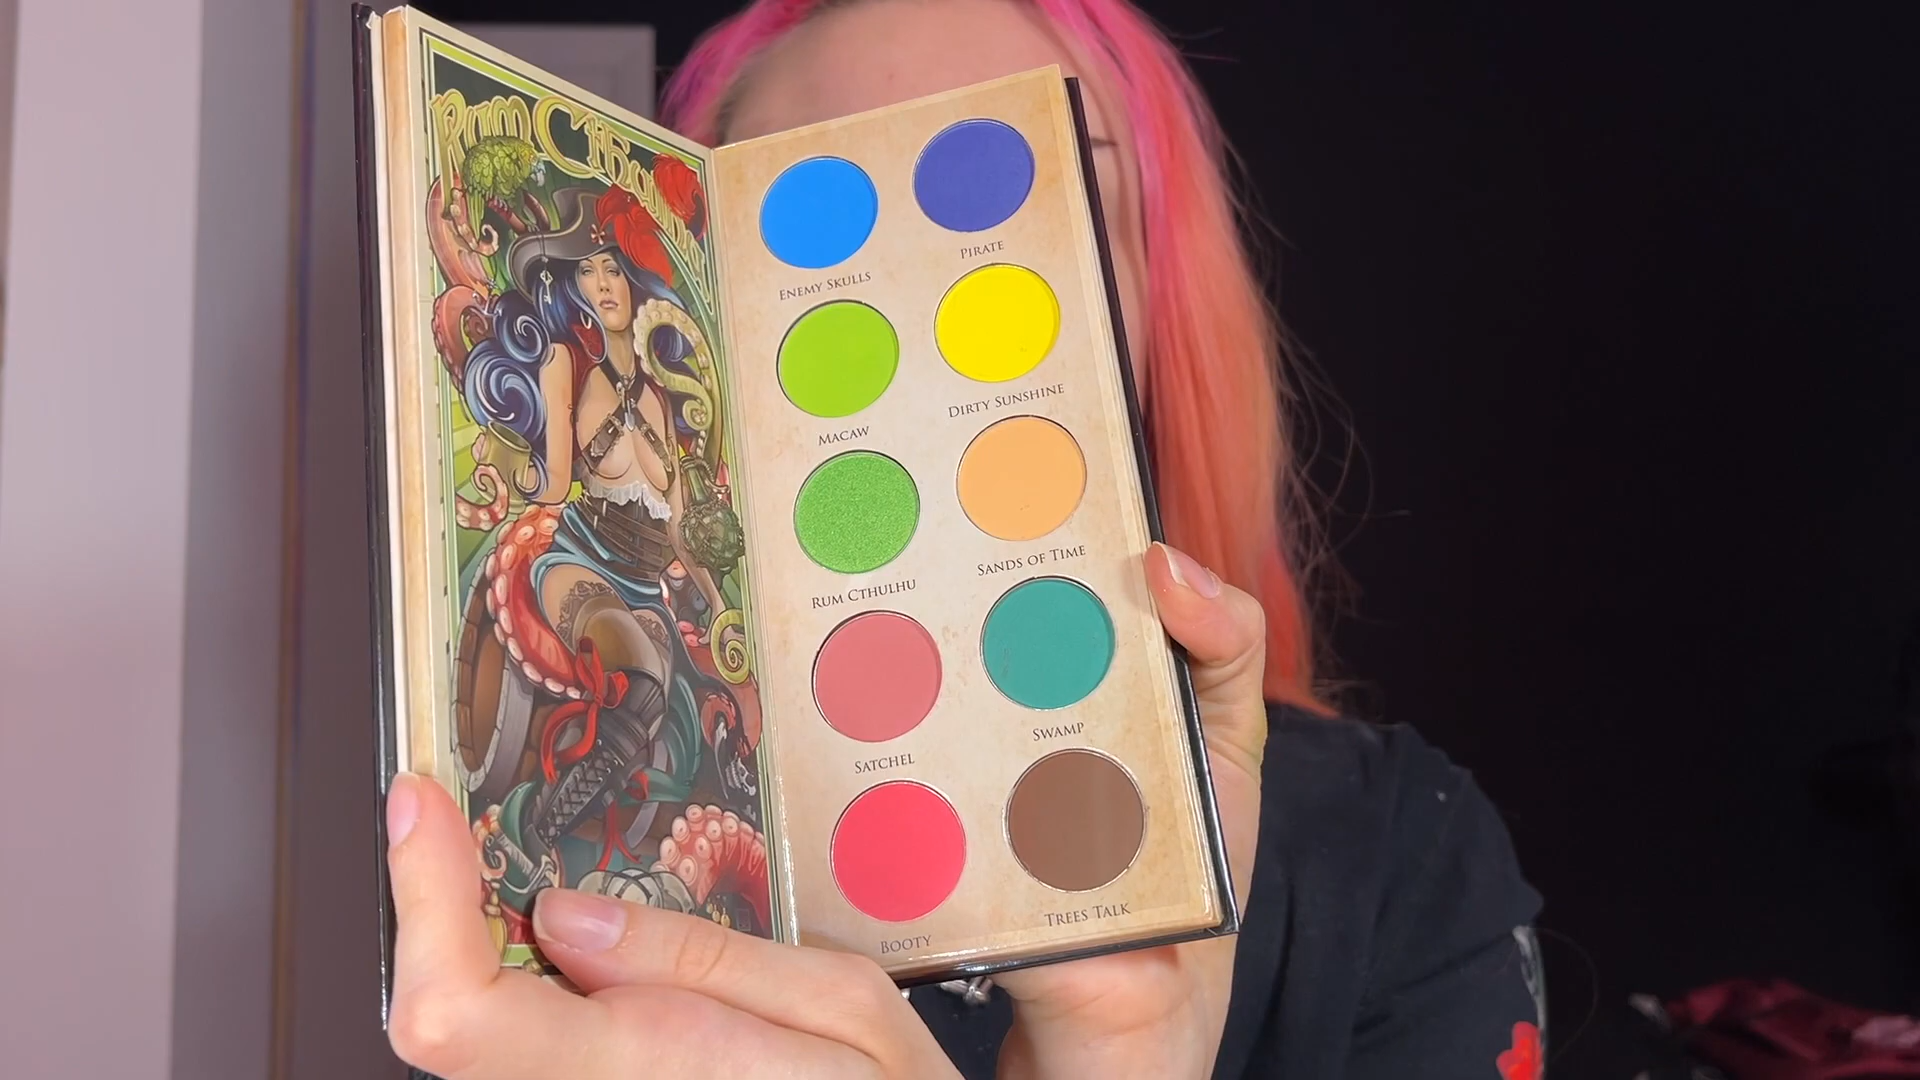 Rum Cthulhu
Enemy Skulls
Pirate
Macaw
Dirty Sunshine
Rum Cthulhu
Sands of Time
Satchel
Swamp
Booty
Trees Talk